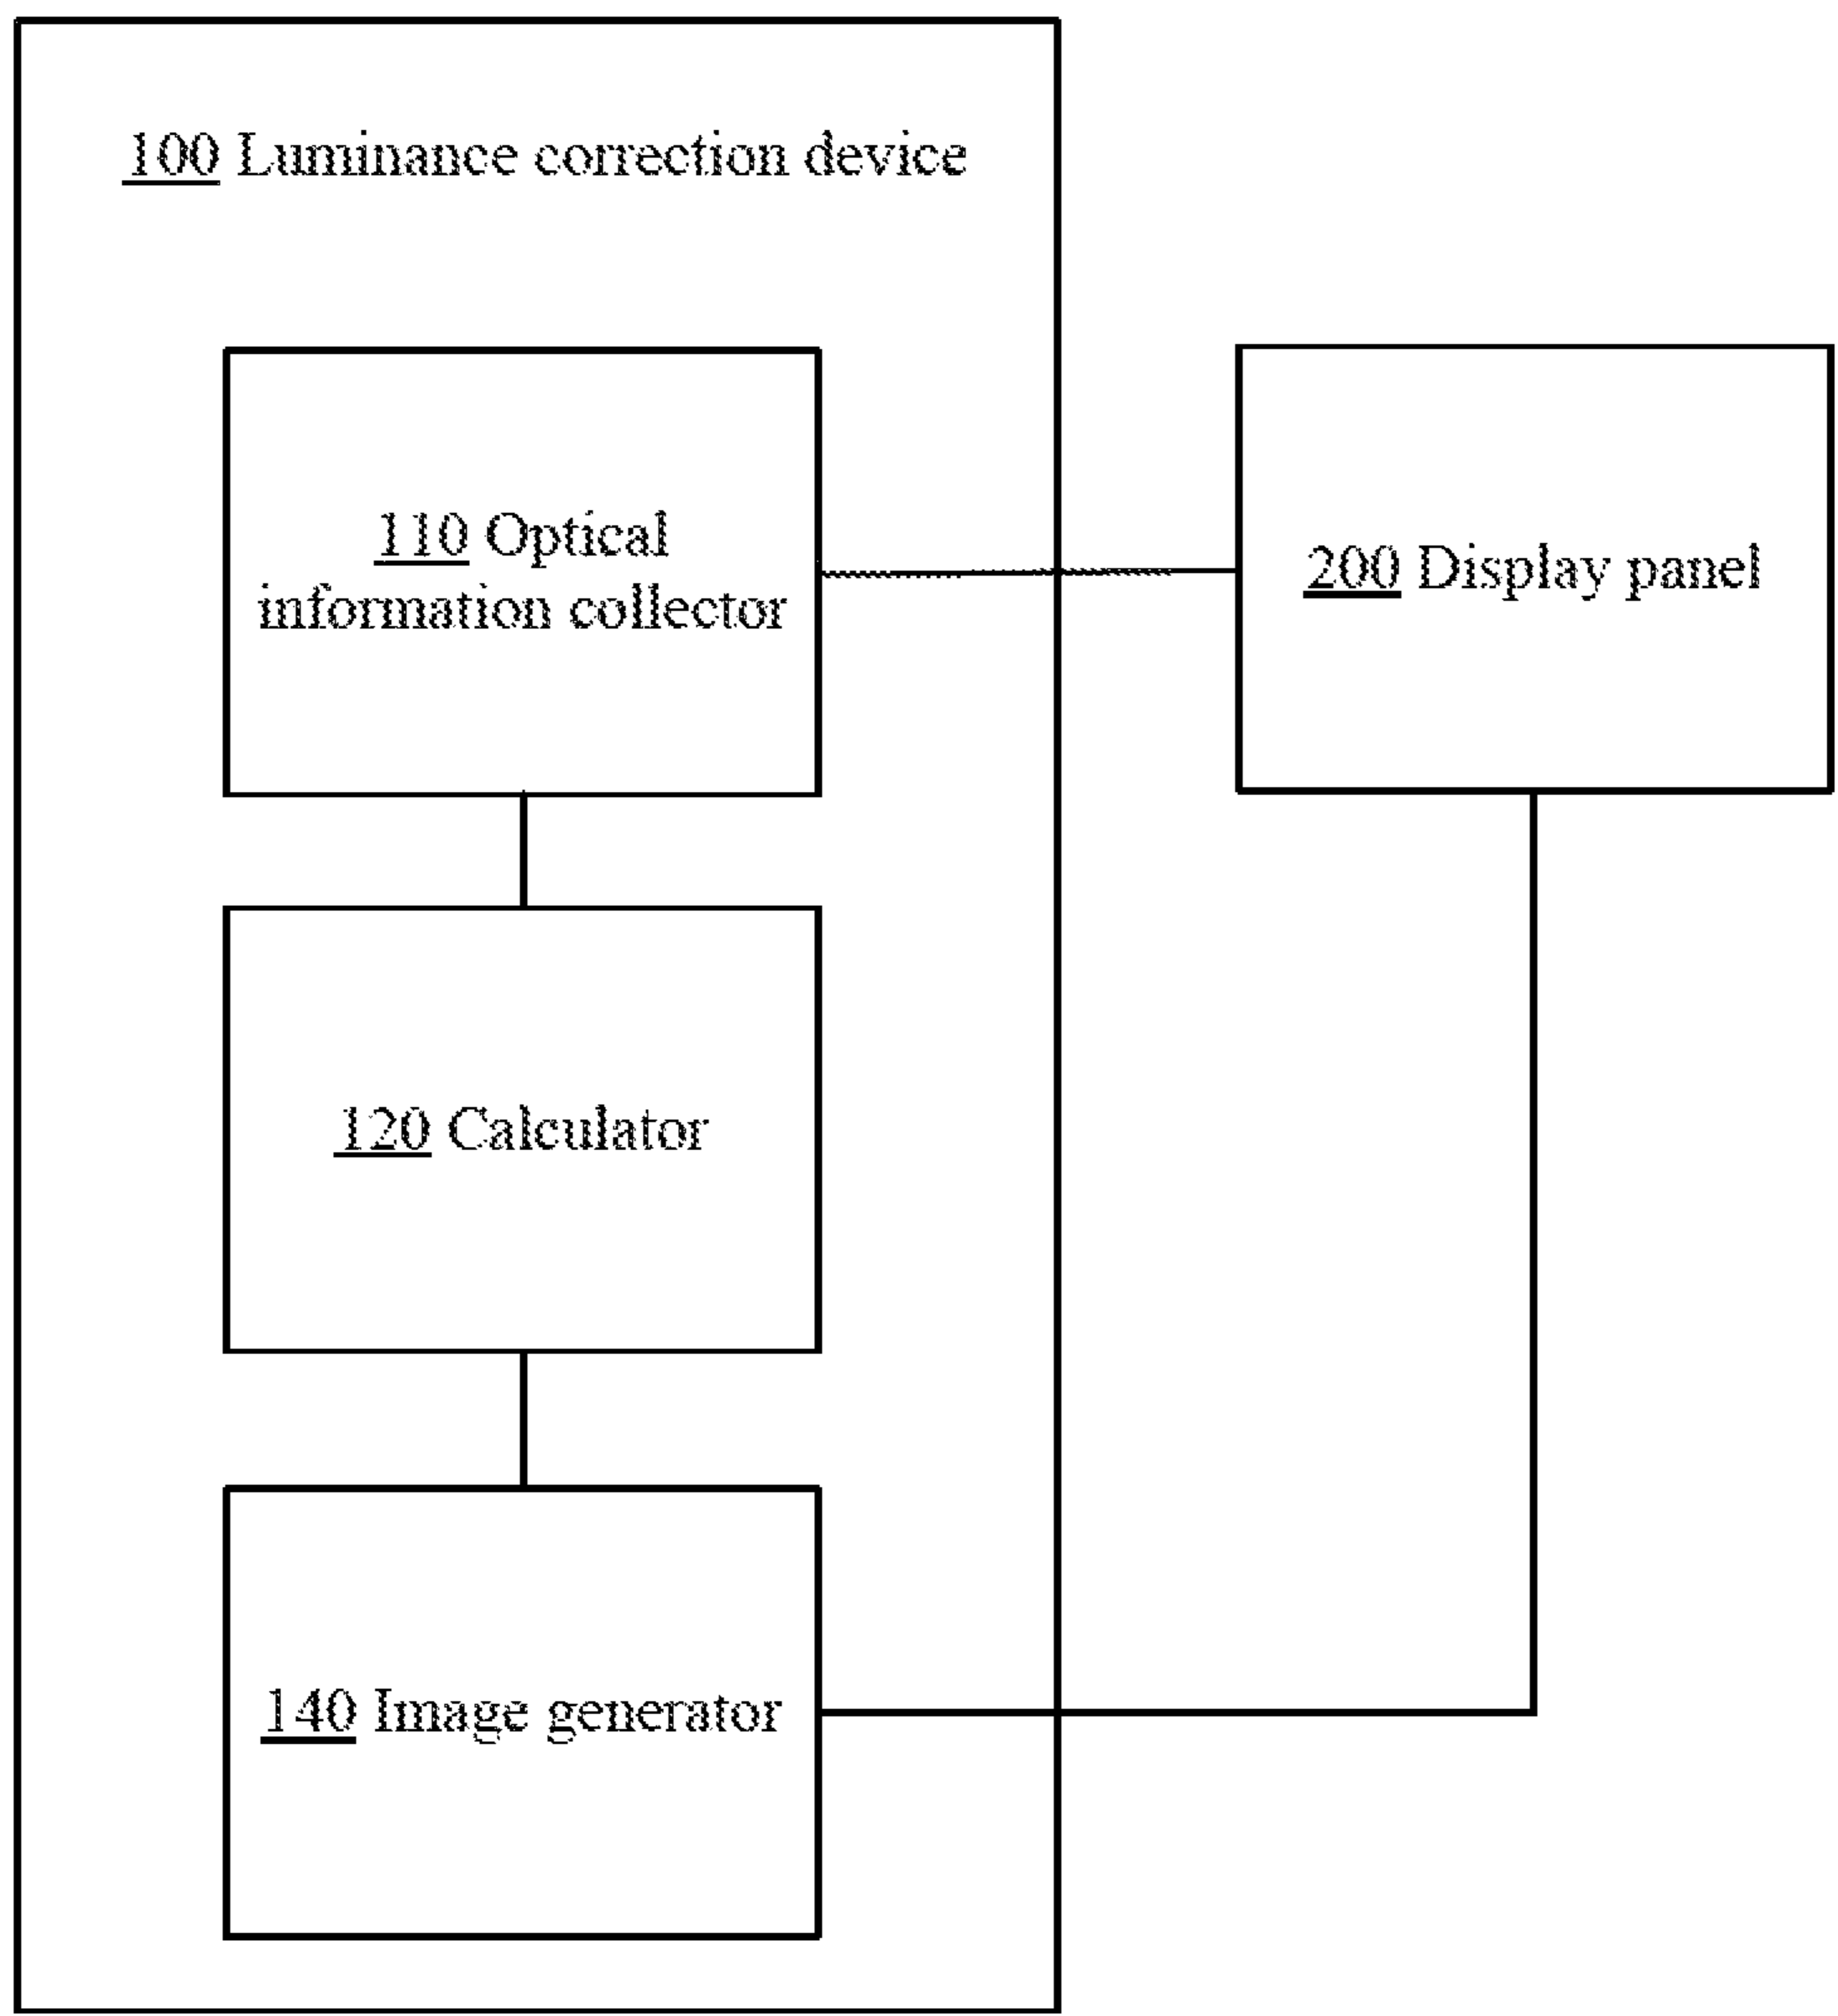 100 Luminance correction device
110 Optical
information collector
200 Display panel
120 Calculator
140 Image generator